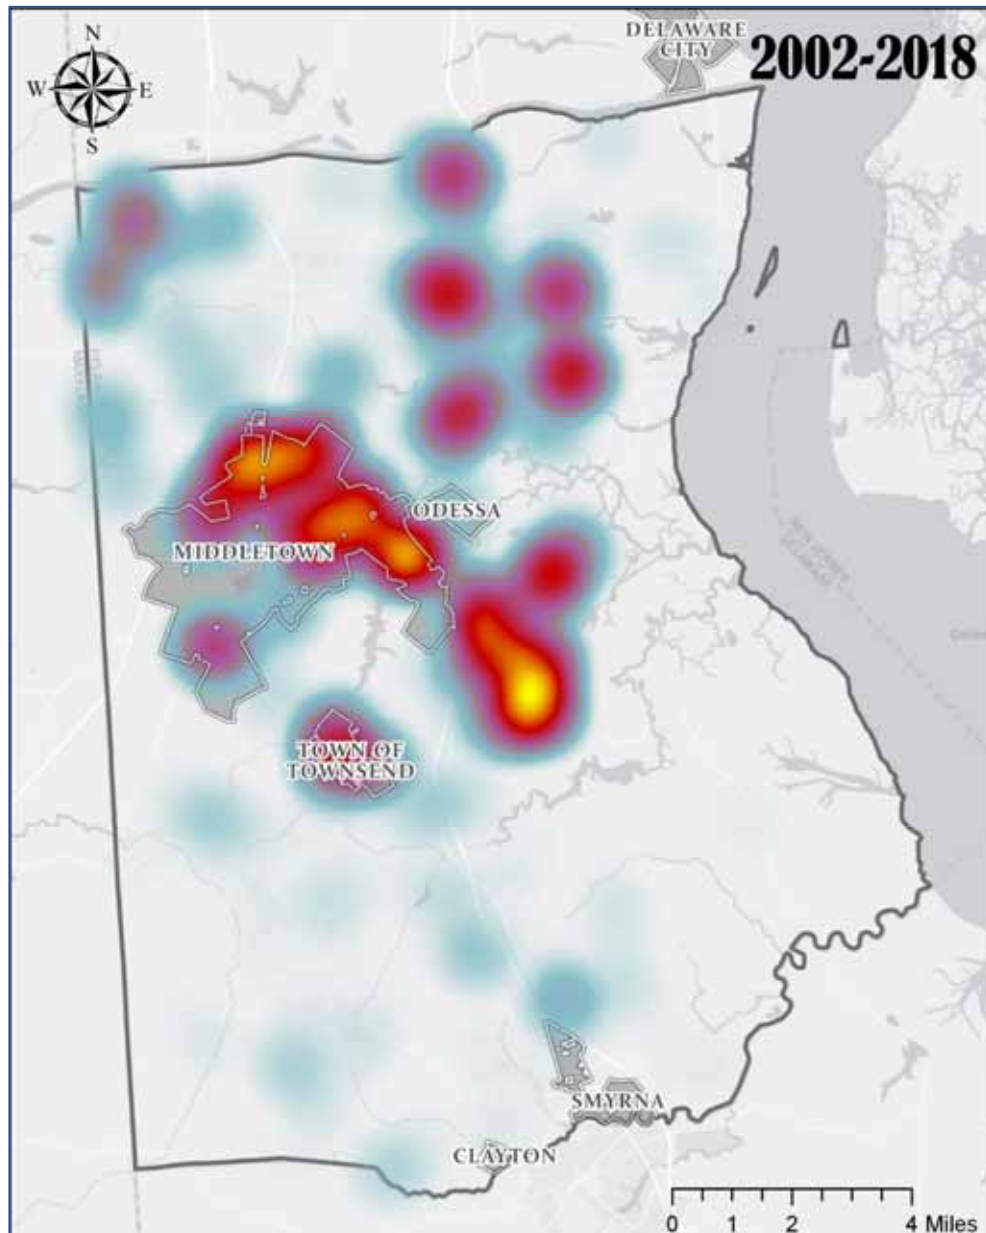 DELAWARE
CITY
2002-2018
N
W
E
S
ODESSA
MIDDLETOWN
TOWN OF
TOWNSEND
SMYRNA
CLAYTON
0 1 2 4 Miles